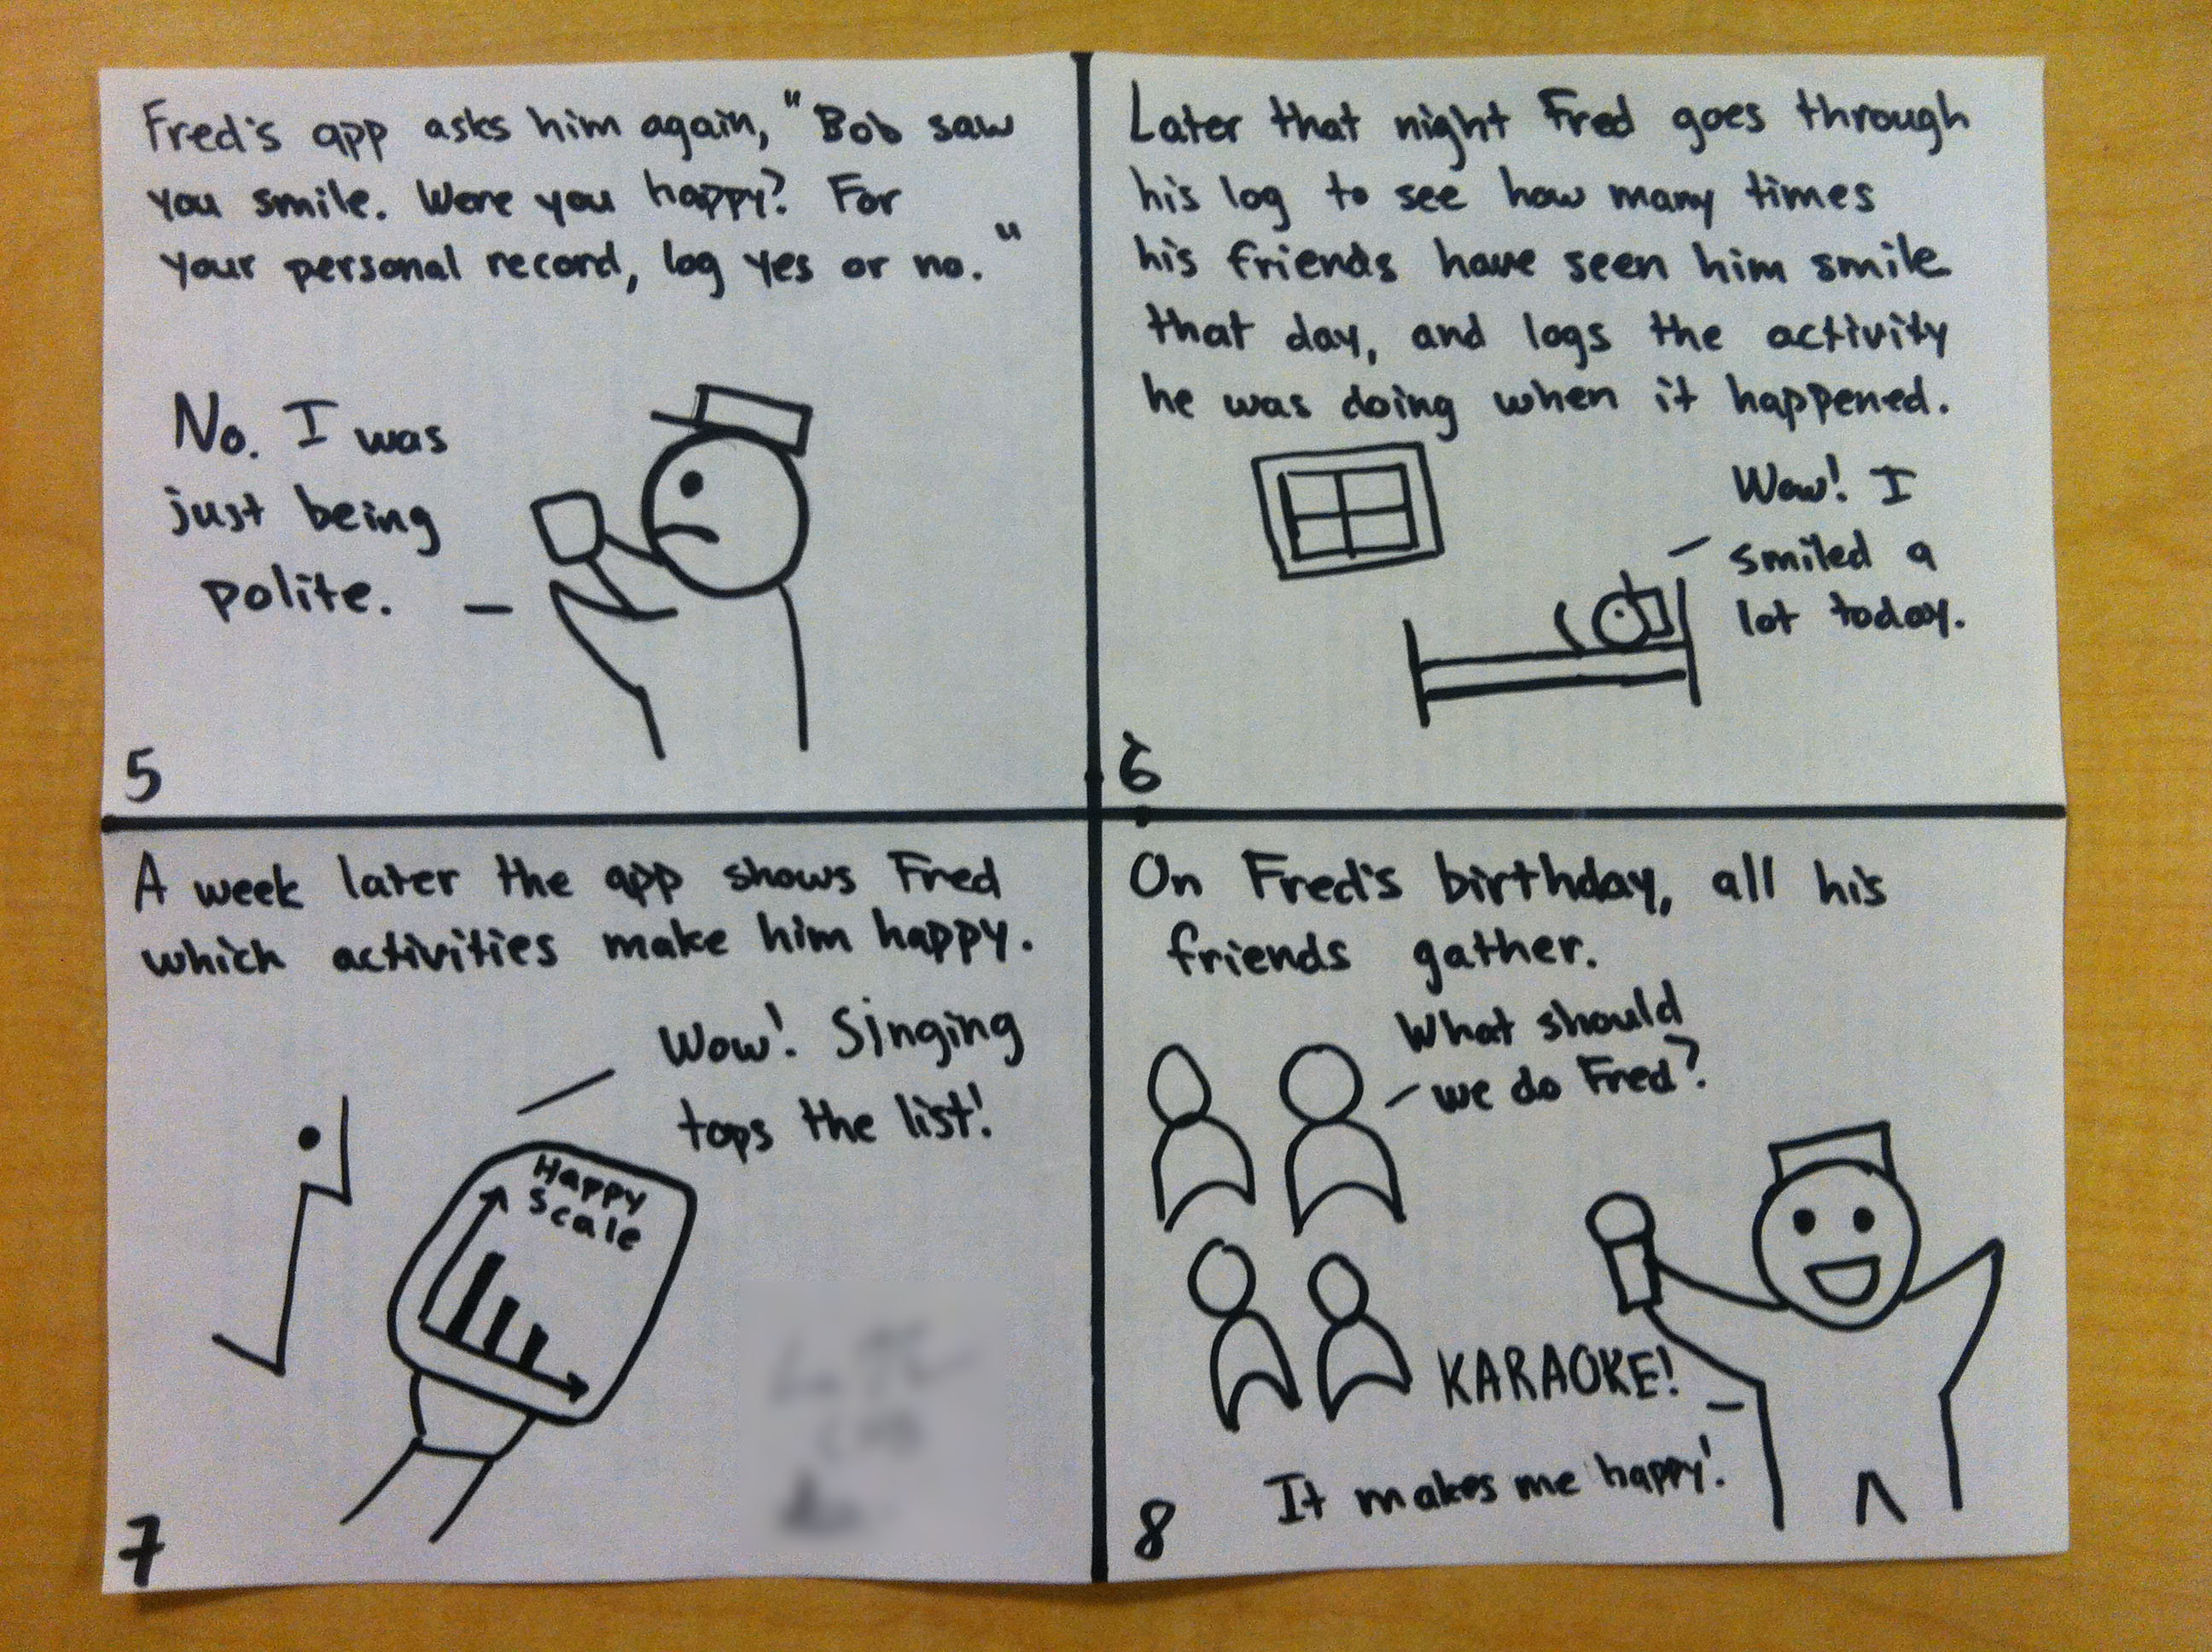 Fred's app asks him again, "Bob saw
you smile. Were you happy? For
your personal record, log yes or no."
No. I was
just being
polite.
5
Later that night Fred goes through
his log to see how many times
his friends have seen him smile
that day, and logs the activity
he was doing when it happened.
Wow! I
smiled a
lot today.
6
A week later the app shows Fred
which activities make him happy.
Wow! Singing
tops the list!
Happy
Scale
7
On Fred's birthday, all his
friends gather.
What should
we do Fred?
KARAOKE!
It makes me happy!
8